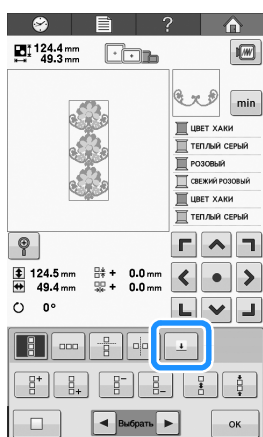 ?
124.4 mm
49.3 mm
min
ЦВЕТ ХАКИ
ТЕПЛЫЙ СЕРЫЙ
РОЗОВЫЙ
СВЕЖИЙ РОЗОВЫЙ
ЦВЕТ ХАКИ
ТЕПЛЫЙ СЕРЫЙ
124.5 mm + 0.0 mm
49.4 mm + 0.0 mm
0°
Выбрать
OK